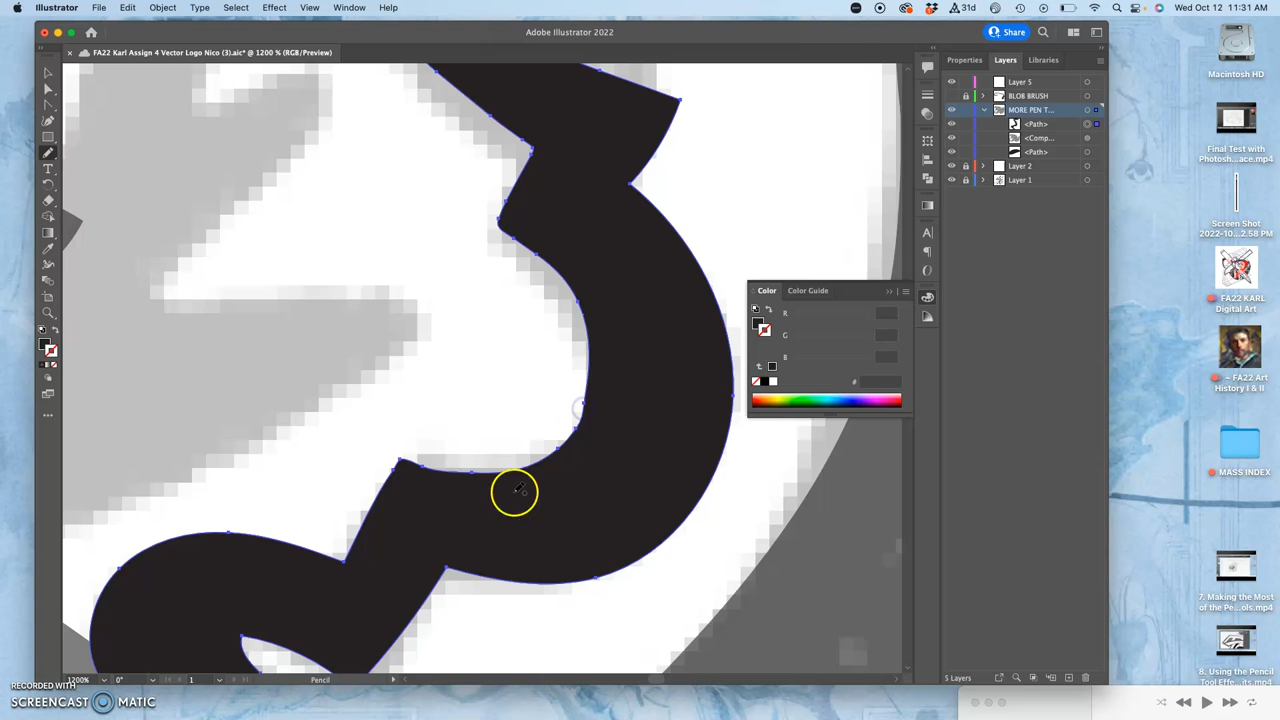 Illustrator File Edit Object Type Select Effect View Window Help
31d
Wed Oct 12 11:31 AM
Adobe Illustrator 2022
Share
× FA22 Karl Assign 4 Vector Logo Nico (3).aic* @ 1200 % (RGB/Preview)
Properties Layers Libraries
Layer 5
BLOB BRUSH
MORE PEN T...
<Path>
<Comp...
<Path>
Layer 2
Layer 1
Color Color Guide
R
G
B
#
5 Layers
1200% 0° 1 Pencil
Macintosh HD
Final Test with
Photosh...ace.mp4
Screen Shot
2022-10...2.58 PM
FA22 KARL
Digital Art
~ FA22 Art
History I & II
MASS INDEX
7. Making the Most
of the Pe...ols.mp4
8. Using the Pencil
Tool Effe...its.mp4
RECORDED WITH
SCREENCAST MATIC